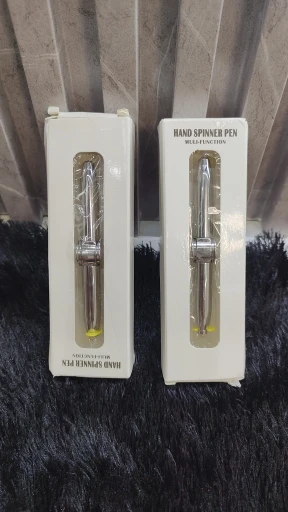 HAND SPINNER PEN
MULI-FUNCTION
HAND SPINNER PEN
MULI-FUNCTION